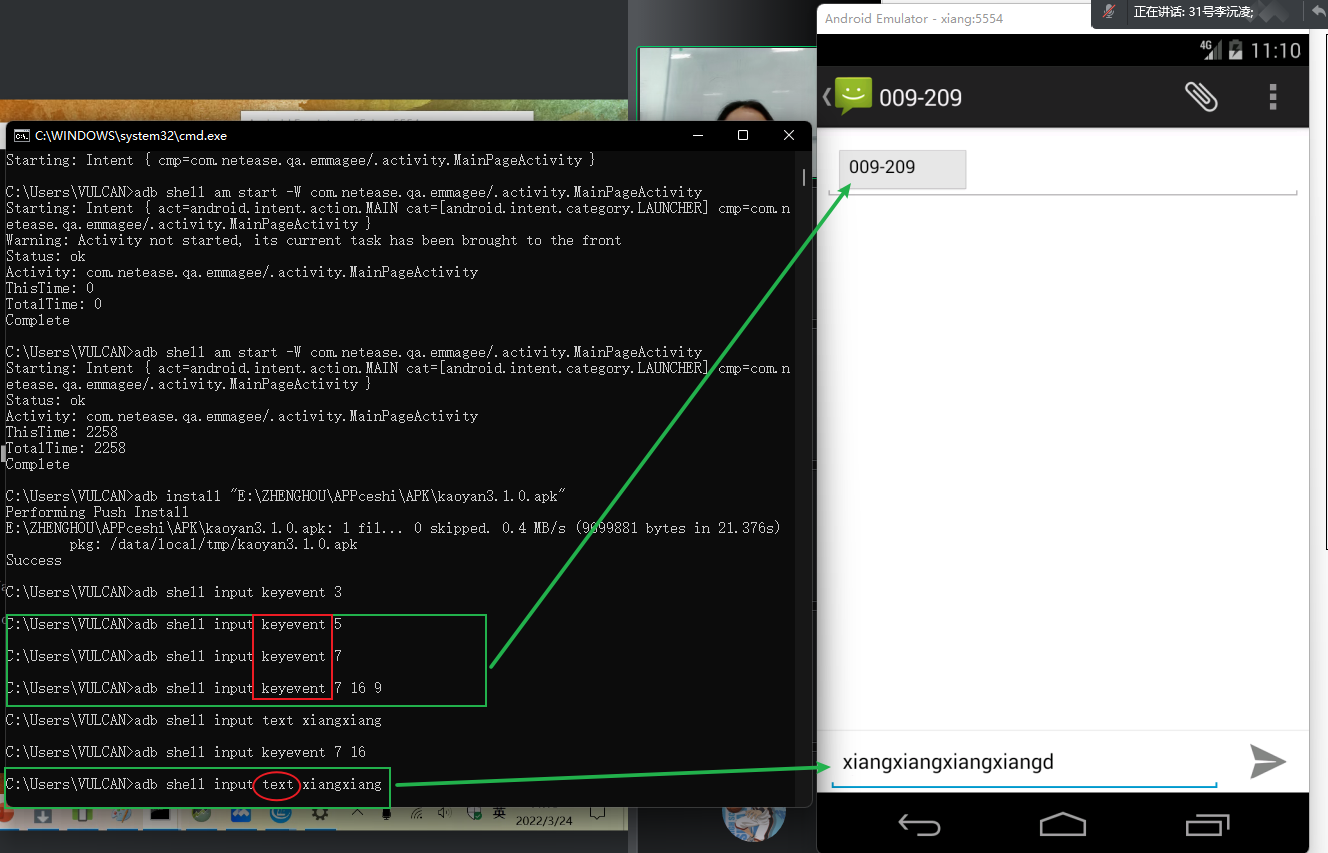 Android Emulator - xiang:5554
正在讲话: 31号李沅凌;
4G 11:10
009-209
009-209
xiangxiangxiangxiangd
C:\WINDOWS\system32\cmd.exe
Starting: Intent { cmp=com.netease.qa.emmagee/.activity.MainPageActivity }
C:\Users\VULCAN>adb shell am start -W com.netease.qa.emmagee/.activity.MainPageActivity
Starting: Intent { act=android.intent.action.MAIN cat=[android.intent.category.LAUNCHER] cmp=com.n
etease.qa.emmagee/.activity.MainPageActivity }
Warning: Activity not started, its current task has been brought to the front
Status: ok
Activity: com.netease.qa.emmagee/.activity.MainPageActivity
ThisTime: 0
TotalTime: 0
Complete
C:\Users\VULCAN>adb shell am start -W com.netease.qa.emmagee/.activity.MainPageActivity
Starting: Intent { act=android.intent.action.MAIN cat=[android.intent.category.LAUNCHER] cmp=com.n
etease.qa.emmagee/.activity.MainPageActivity }
Status: ok
Activity: com.netease.qa.emmagee/.activity.MainPageActivity
ThisTime: 2258
TotalTime: 2258
Complete
C:\Users\VULCAN>adb install "E:\ZHENGHOU\APPceshi\APK\kaoyan3.1.0.apk"
Performing Push Install
E:\ZHENGHOU\APPceshi\APK\kaoyan3.1.0.apk: 1 fil... 0 skipped. 0.4 MB/s (9699881 bytes in 21.376s)
pkg: /data/local/tmp/kaoyan3.1.0.apk
Success
C:\Users\VULCAN>adb shell input keyevent 3
C:\Users\VULCAN>adb shell input keyevent 5
C:\Users\VULCAN>adb shell input keyevent 7
C:\Users\VULCAN>adb shell input keyevent 7 16 9
C:\Users\VULCAN>adb shell input text xiangxiang
C:\Users\VULCAN>adb shell input keyevent 7 16
C:\Users\VULCAN>adb shell input text xiangxiang
英
2022/3/24